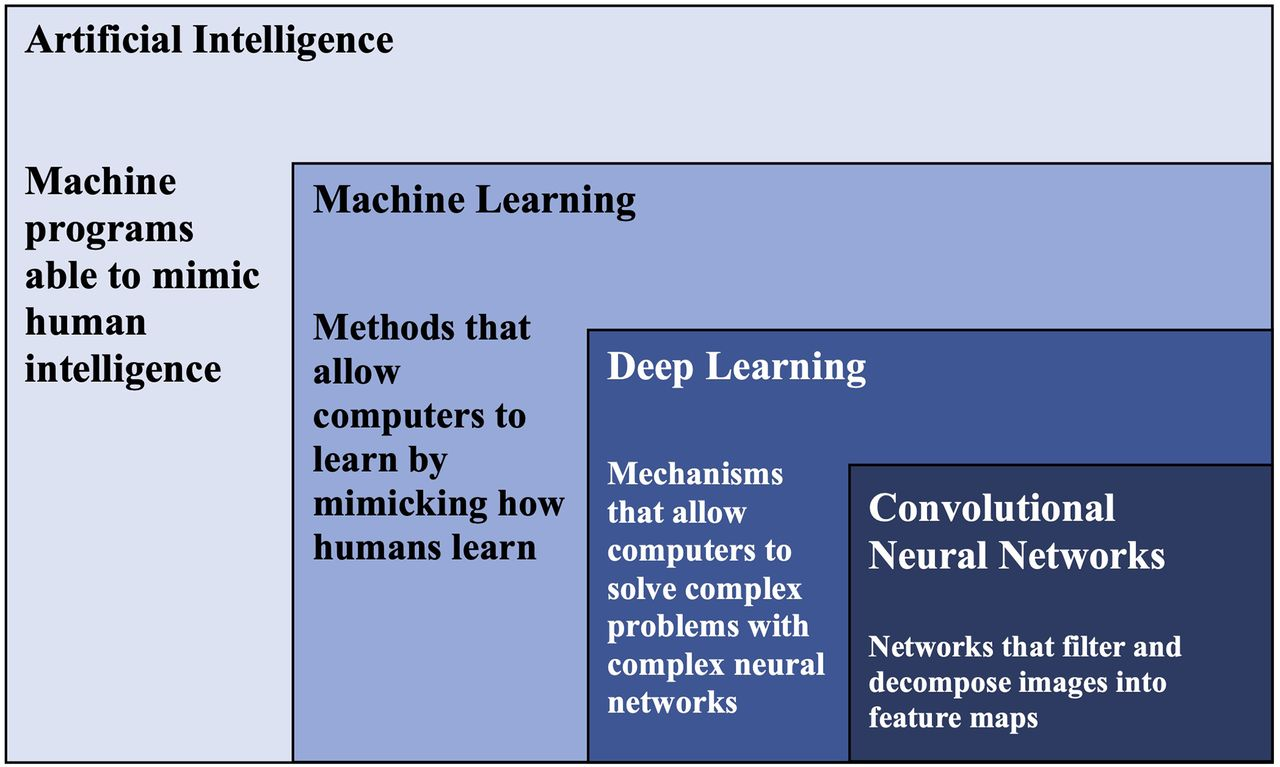 Artificial Intelligence
Machine
programs
able to mimic
human
intelligence
Machine Learning
Methods that
allow
computers to
learn by
mimicking how
humans learn
Deep Learning
Mechanisms
that allow
computers to
solve complex
problems with
complex neural
networks
Convolutional
Neural Networks
Networks that filter and
decompose images into
feature maps